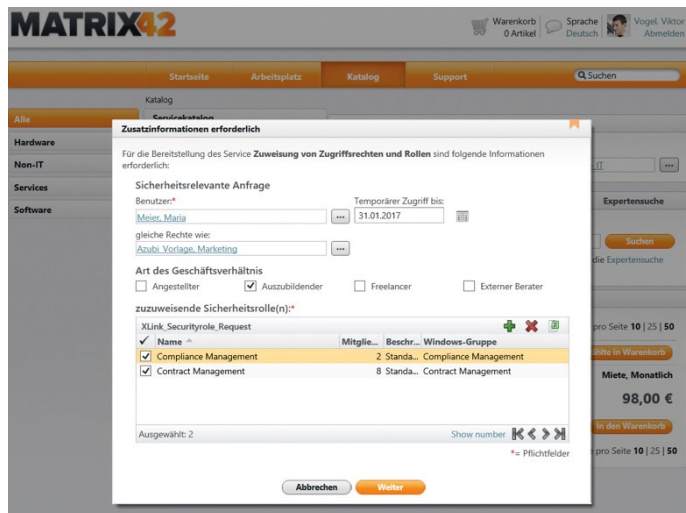 MATRIX42
Warenkorb
0 Artikel
Sprache
Deutsch
Vogel, Viktor
Abmelden
Startseite Arbeitsplatz Katalog Support
Suchen
Katalog
Alle
Servicekatalog
Hardware
Non-IT
Services
Software
Zusatzinformationen erforderlich
Für die Bereitstellung des Service Zuweisung von Zugriffsrechten und Rollen sind folgende Informationen
erforderlich:
Sicherheitsrelevante Anfrage
Benutzer:* Temporärer Zugriff bis:
Meier, Maria ... 31.01.2017
gleiche Rechte wie:
Azubi_Vorlage, Marketing ...
Art des Geschäftsverhältnis
Angestellter Auszubildender Freelancer Externer Berater
zuzuweisende Sicherheitsrolle(n):*
XLink_Securityrole_Request
Name Mitglie... Beschr... Windows-Gruppe
Compliance Management 2 Standa... Compliance Management
Contract Management 8 Standa... Contract Management
Ausgewählt: 2 Show number
*= Pflichtfelder
Abbrechen Weiter
IT ...
Expertensuche
Suchen
die Expertensuche
pro Seite 10 | 25 | 50
in Warenkorb
Miete, Monatlich
98,00 €
In den Warenkorb
pro Seite 10 | 25 | 50